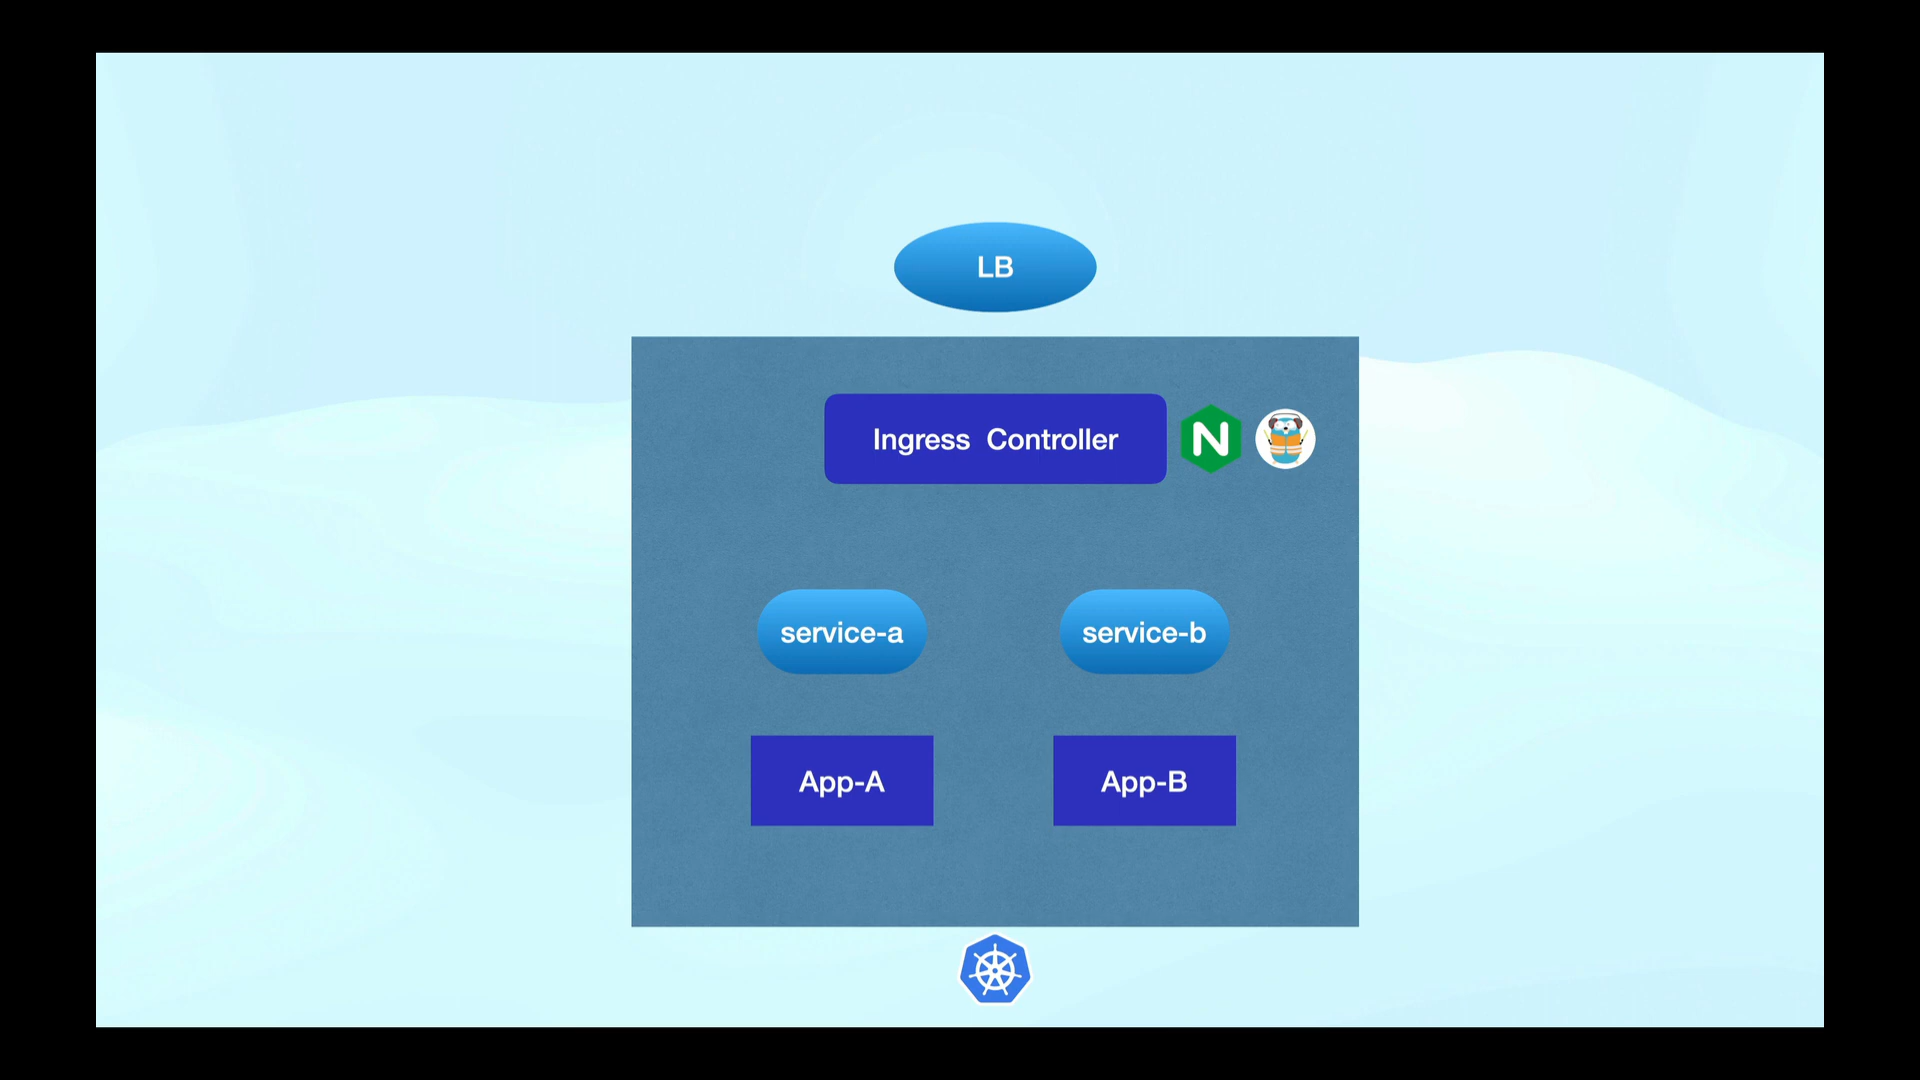 LB
Ingress Controller
N
service-a
service-b
App-A
App-B